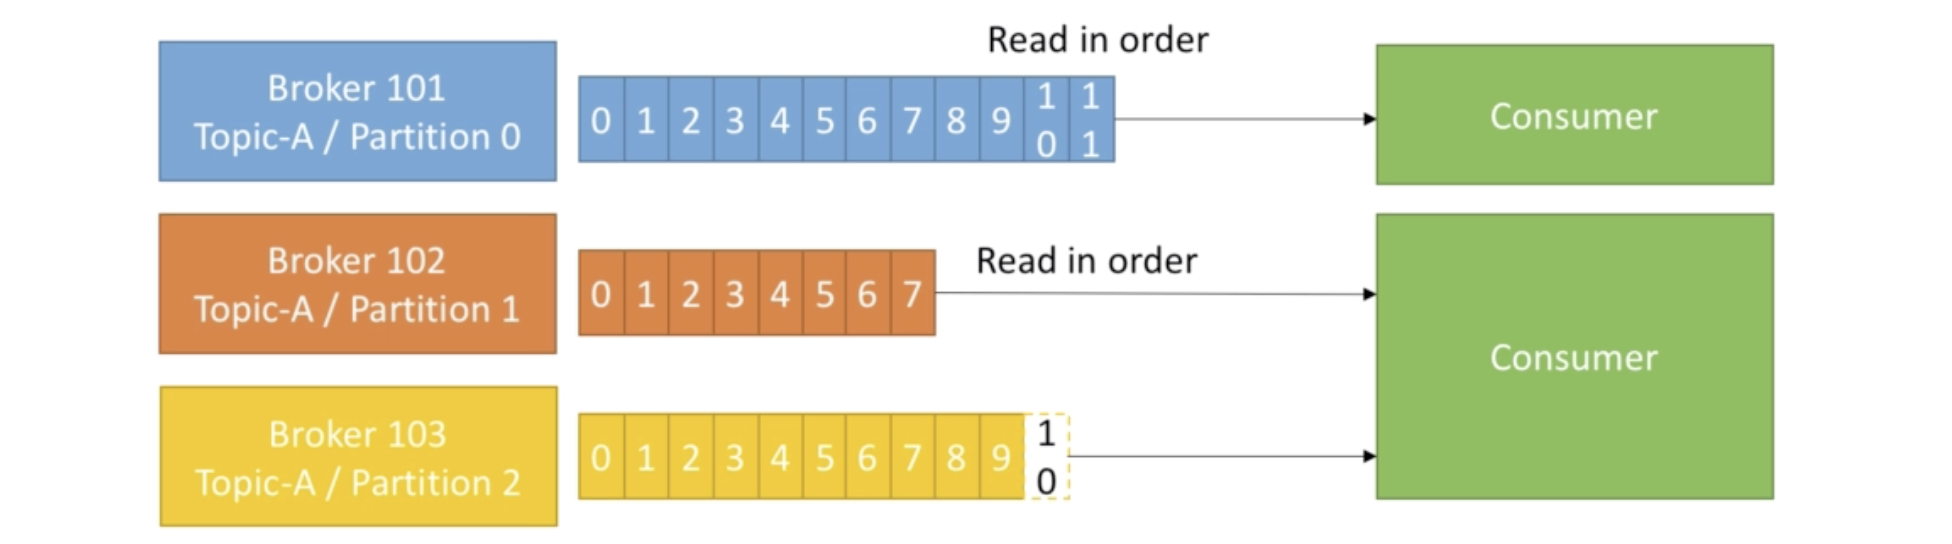 Read in order
Broker 101
Topic-A / Partition 0
0 1 2 3 4 5 6 7 8 9 10 11
Consumer
Broker 102
Topic-A / Partition 1
0 1 2 3 4 5 6 7
Read in order
Consumer
Broker 103
Topic-A / Partition 2
0 1 2 3 4 5 6 7 8 9 10